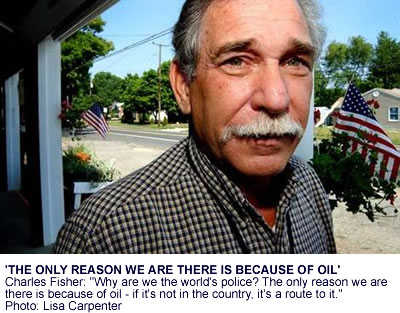 'THE ONLY REASON WE ARE THERE IS BECAUSE OF OIL'
Charles Fisher: "Why are we the world's police? The only reason we are
there is because of oil - if it's not in the country, it's a route to it."
Photo: Lisa Carpenter